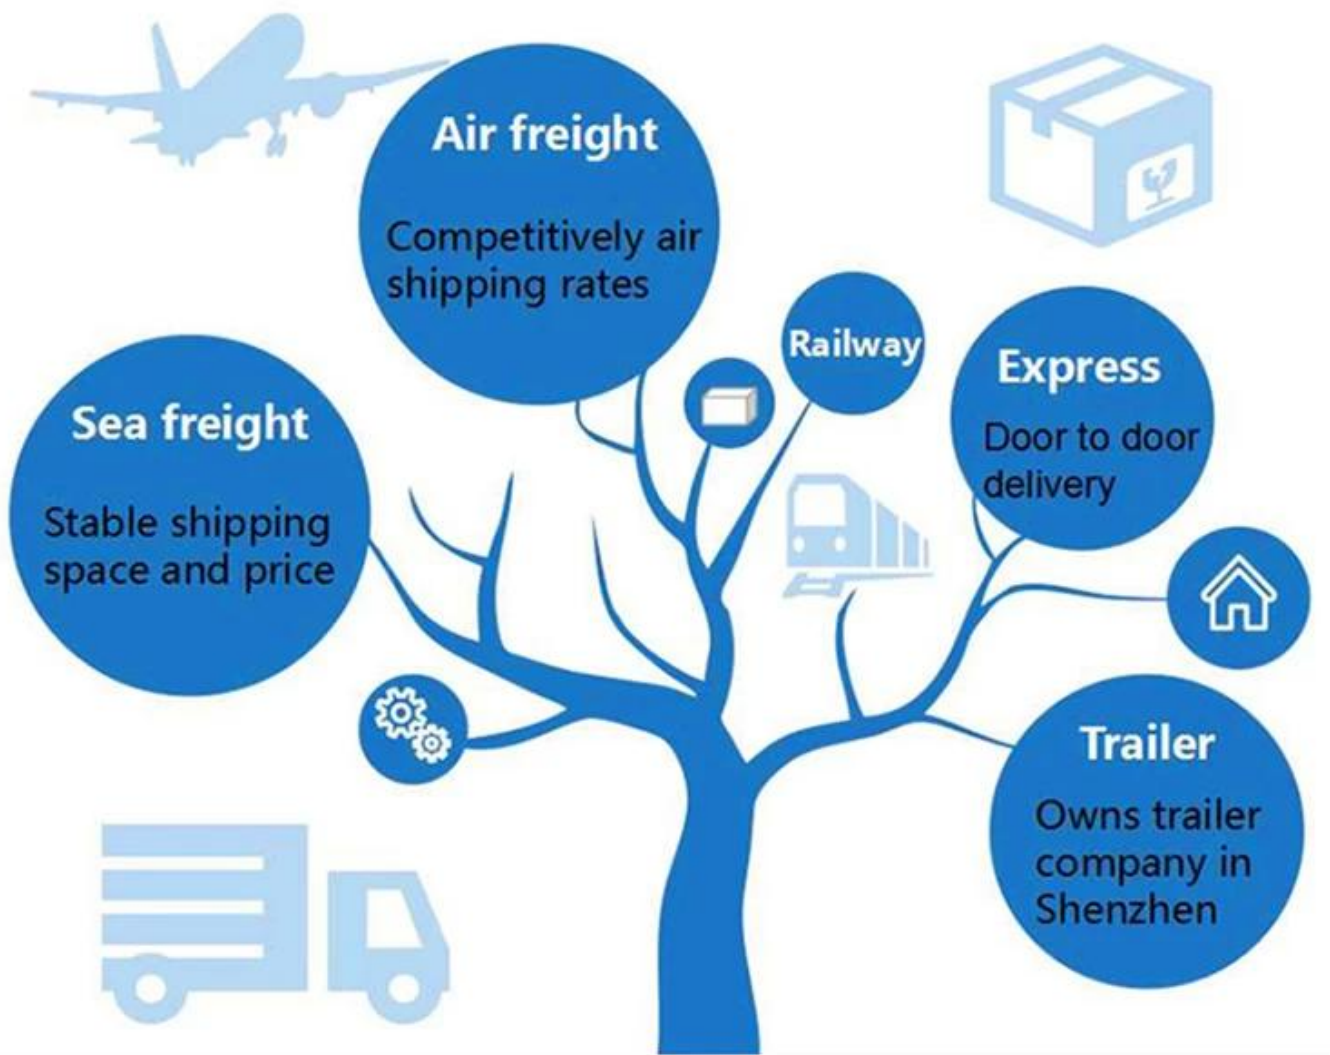 Air freight
Competitively air
shipping rates
Railway
Express
Door to door
delivery
Sea freight
Stable shipping
space and price
Trailer
Owns trailer
company in
Shenzhen